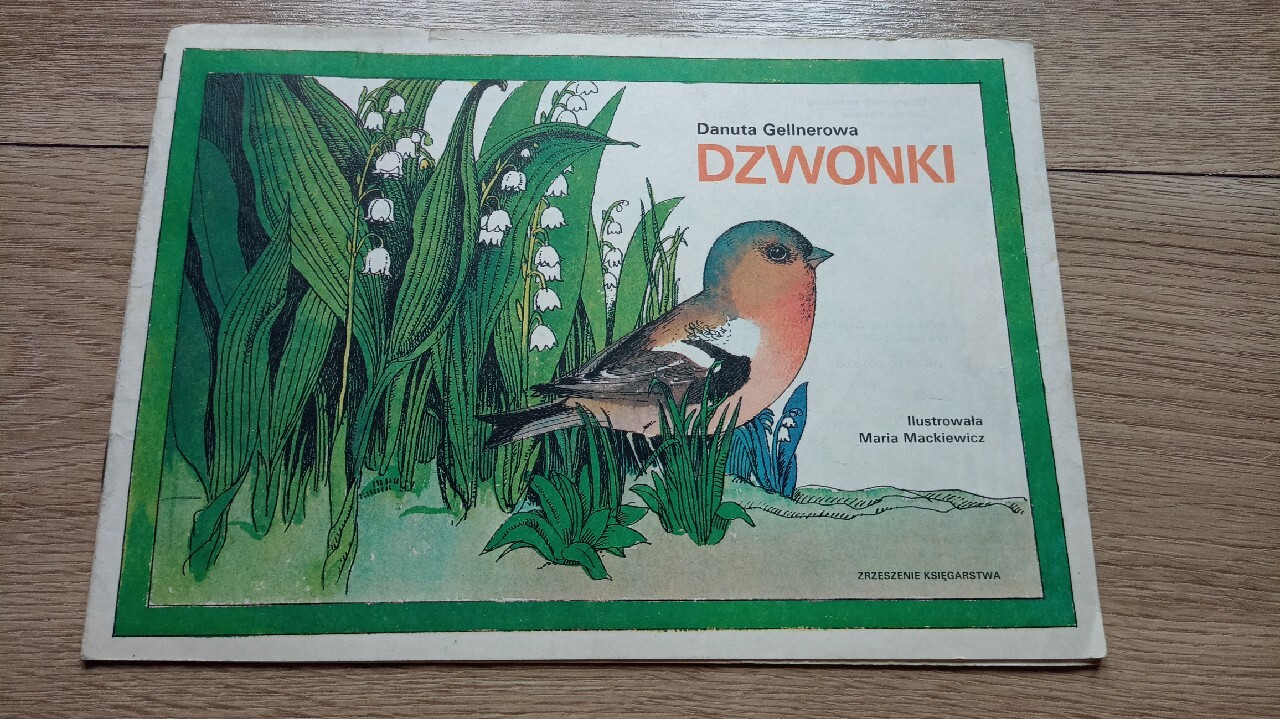 Danuta Gellnerowa
DZWONKI
Ilustrowała
Maria Mackiewicz
ZRZESZENIE KSIĘGARSTWA